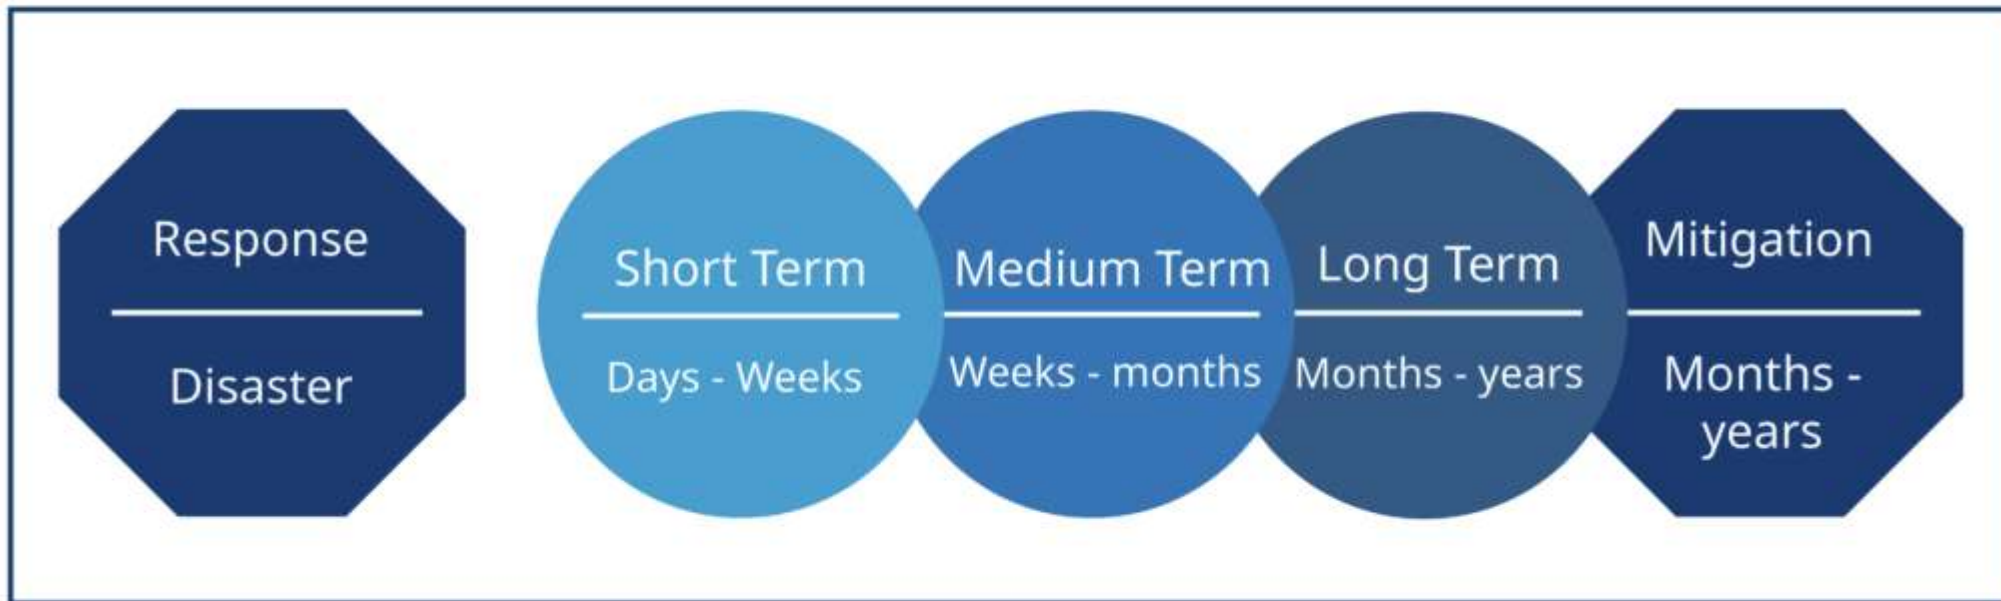 Response
Disaster
Short Term
Days - Weeks
Medium Term
Weeks - months
Long Term
Months - years
Mitigation
Months -
years